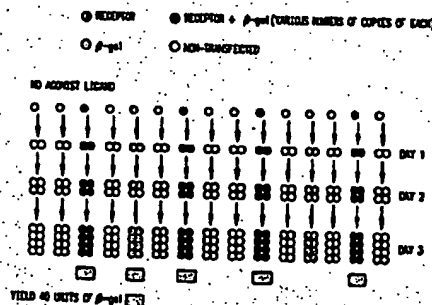 RECEPTOR
RECEPTOR + β-gal (VARIOUS NUMBERS OF COPIES OF EACH)
β-gal
NON-TRANSFECTED
NO AGONIST LIGAND
DAY 1
DAY 2
DAY 3
YIELD 40 UNITS OF β-gal